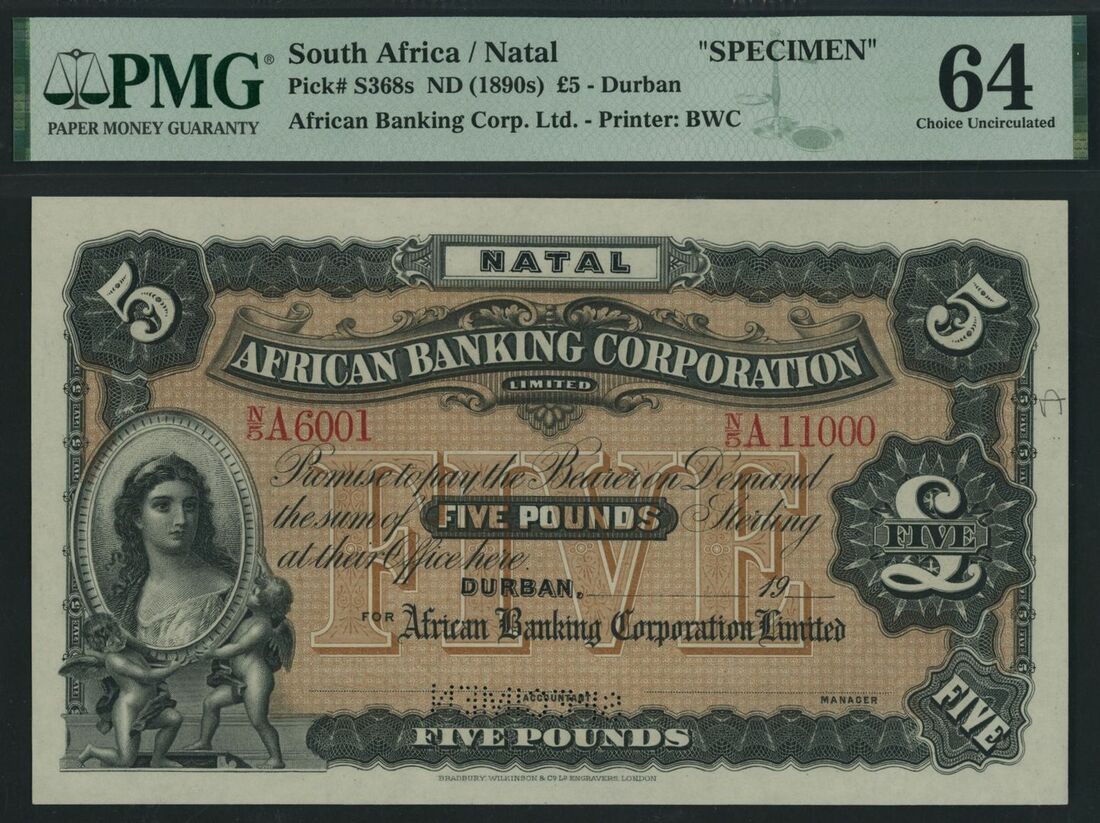 PMG®
PAPER MONEY GUARANTY
South Africa / Natal "SPECIMEN"
Pick# S368s ND (1890s) £5 - Durban
African Banking Corp. Ltd. - Printer: BWC
64
Choice Uncirculated
NATAL
5 5
AFRICAN BANKING CORPORATION
LIMITED
N/5 A 6001 N/5 A 11000
FIVE
Promise to pay the Bearer on Demand
the sum of FIVE POUNDS Sterling
at their Office here.
£ FIVE
DURBAN, 19
FOR African Banking Corporation Limited
ACCOUNTANT MANAGER
SPECIMEN
FIVE
FIVE POUNDS
BRADBURY, WILKINSON & Co Ld ENGRAVERS, LONDON
A